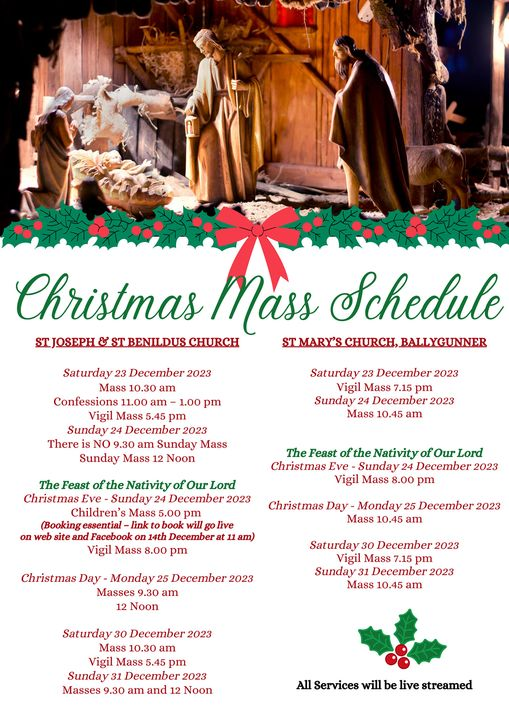 Christmas Mass Schedule
ST JOSEPH & ST BENILDUS CHURCH
Saturday 23 December 2023
Mass 10.30 am
Confessions 11.00 am – 1.00 pm
Vigil Mass 5.45 pm
Sunday 24 December 2023
There is NO 9.30 am Sunday Mass
Sunday Mass 12 Noon
The Feast of the Nativity of Our Lord
Christmas Eve - Sunday 24 December 2023
Children's Mass 5.00 pm
(Booking essential – link to book will go live
on web site and Facebook on 14th December at 11 am)
Vigil Mass 8.00 pm
Christmas Day - Monday 25 December 2023
Masses 9.30 am
12 Noon
Saturday 30 December 2023
Mass 10.30 am
Vigil Mass 5.45 pm
Sunday 31 December 2023
Masses 9.30 am and 12 Noon
ST MARY'S CHURCH, BALLYGUNNER
Saturday 23 December 2023
Vigil Mass 7.15 pm
Sunday 24 December 2023
Mass 10.45 am
The Feast of the Nativity of Our Lord
Christmas Eve - Sunday 24 December 2023
Vigil Mass 8.00 pm
Christmas Day - Monday 25 December 2023
Mass 10.45 am
Saturday 30 December 2023
Vigil Mass 7.15 pm
Sunday 31 December 2023
Mass 10.45 am
All Services will be live streamed